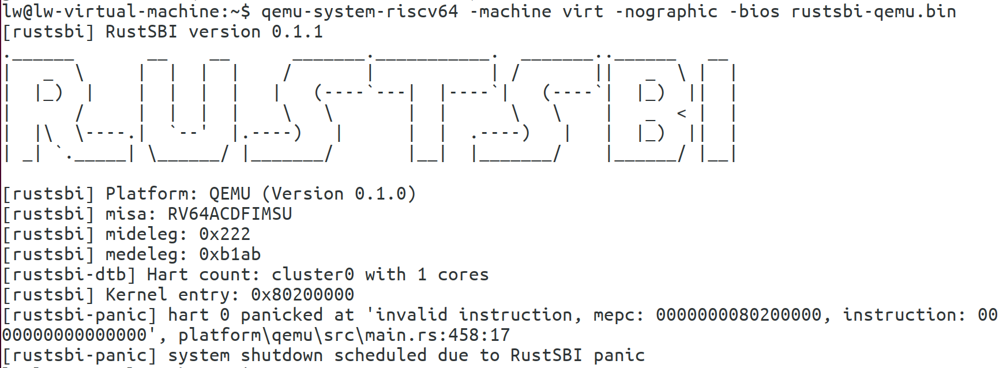 lw@lw-virtual-machine:~$ qemu-system-riscv64 -machine virt -nographic -bios rustsbi-qemu.bin
[rustsbi] RustSBI version 0.1.1
.______       __    __      _______.___________.  _______..______   __
|   _  \     |  |  |  |    /       |           | /       ||   _  \ |  |
|  |_)  |    |  |  |  |   |   (----`---|  |----`|   (----`|  |_)  ||  |
|      /     |  |  |  |    \   \       |  |      \   \    |   _  < |  |
|  |\  \----.|  `--'  |.----)   |      |  |  .----)   |   |  |_)  ||  |
| _| `._____| \______/ |_______/       |__|  |_______/    |______/ |__|
[rustsbi] Platform: QEMU (Version 0.1.0)
[rustsbi] misa: RV64ACDFIMSU
[rustsbi] mideleg: 0x222
[rustsbi] medeleg: 0xb1ab
[rustsbi-dtb] Hart count: cluster0 with 1 cores
[rustsbi] Kernel entry: 0x80200000
[rustsbi-panic] hart 0 panicked at 'invalid instruction, mepc: 0000000080200000, instruction: 00
00000000000000', platform\qemu\src\main.rs:458:17
[rustsbi-panic] system shutdown scheduled due to RustSBI panic